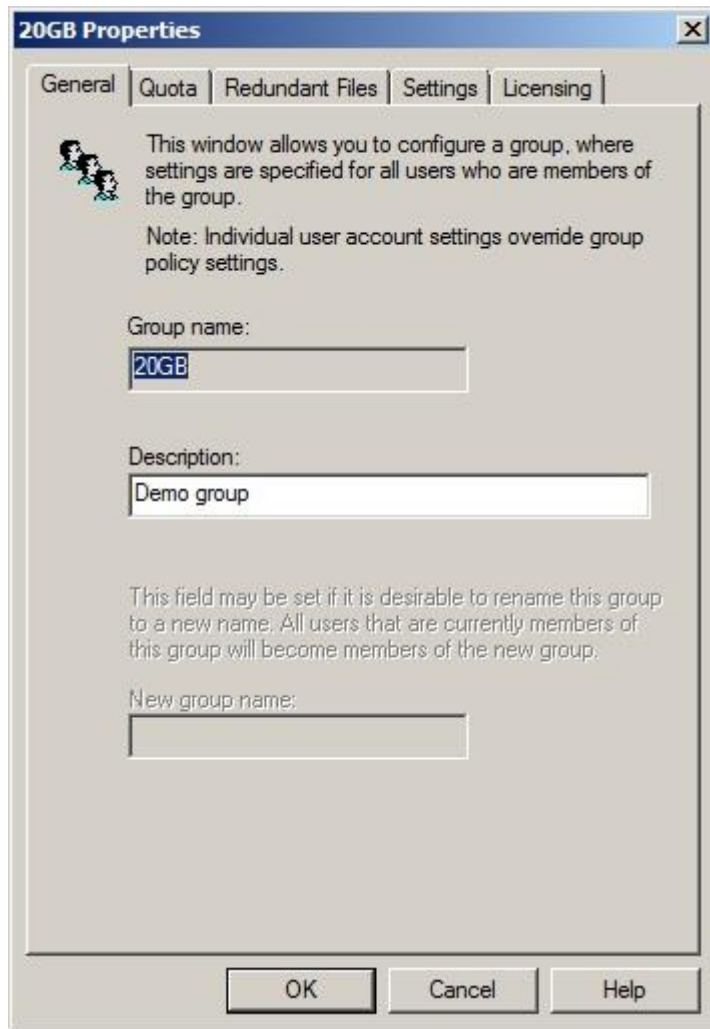 20GB Properties
General Quota Redundant Files Settings Licensing
This window allows you to configure a group, where
settings are specified for all users who are members of
the group.
Note: Individual user account settings override group
policy settings.
Group name:
20GB
Description:
Demo group
This field may be set if it is desirable to rename this group
to a new name. All users that are currently members of
this group will become members of the new group.
New group name:
OK Cancel Help